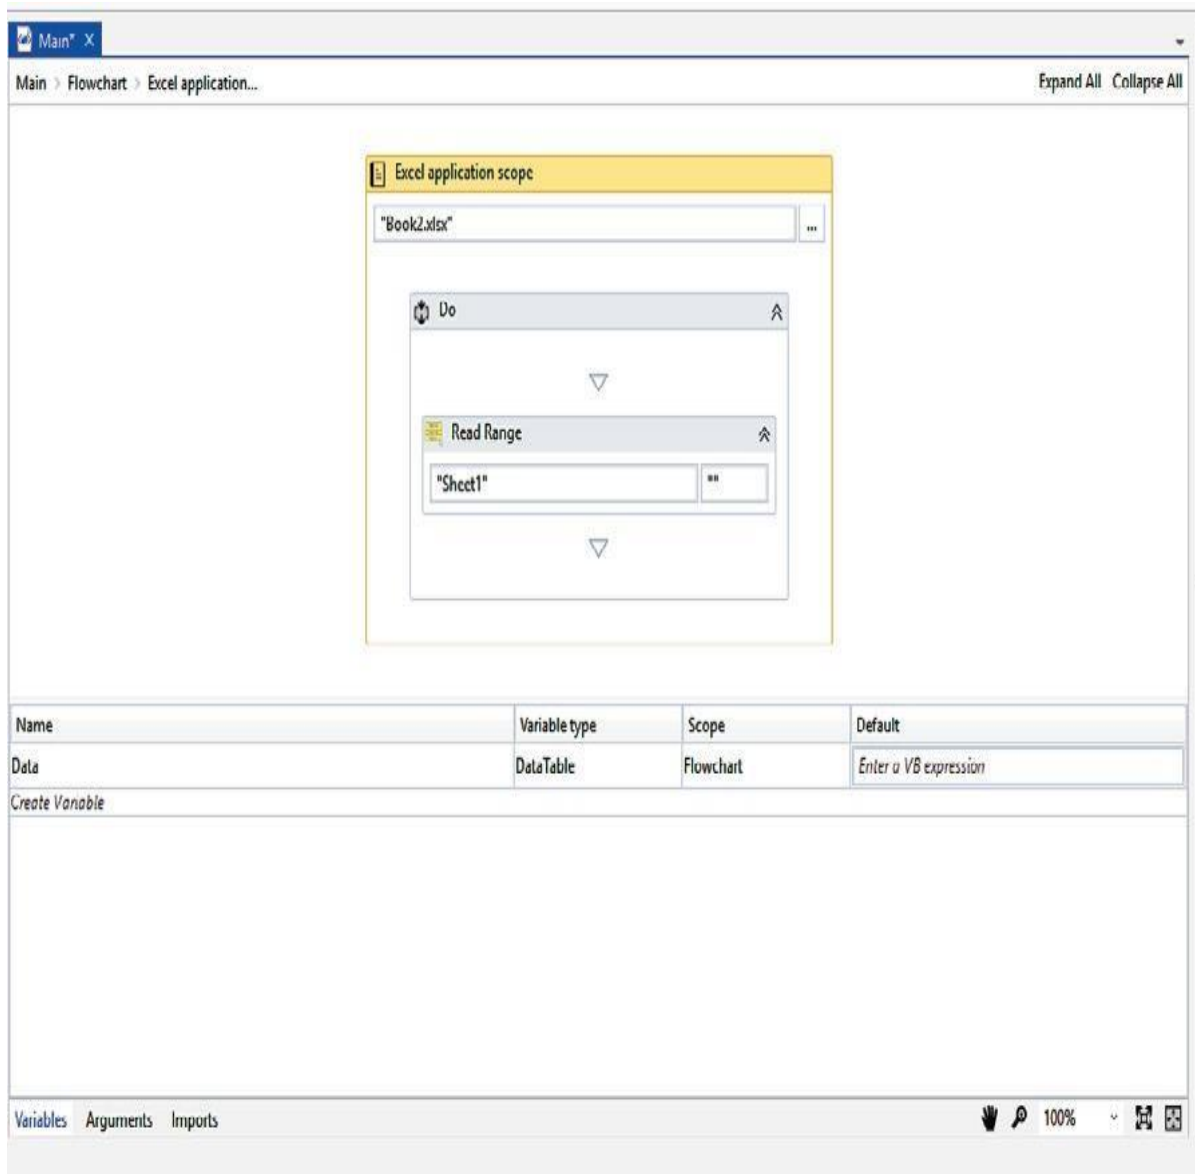 Main* X
Main > Flowchart > Excel application... Expand All Collapse All
Excel application scope
"Book2.xlsx" ...
Do
Read Range
"Sheet1" ""
Name Variable type Scope Default
Data DataTable Flowchart Enter a VB expression
Create Variable
Variables Arguments Imports 100%